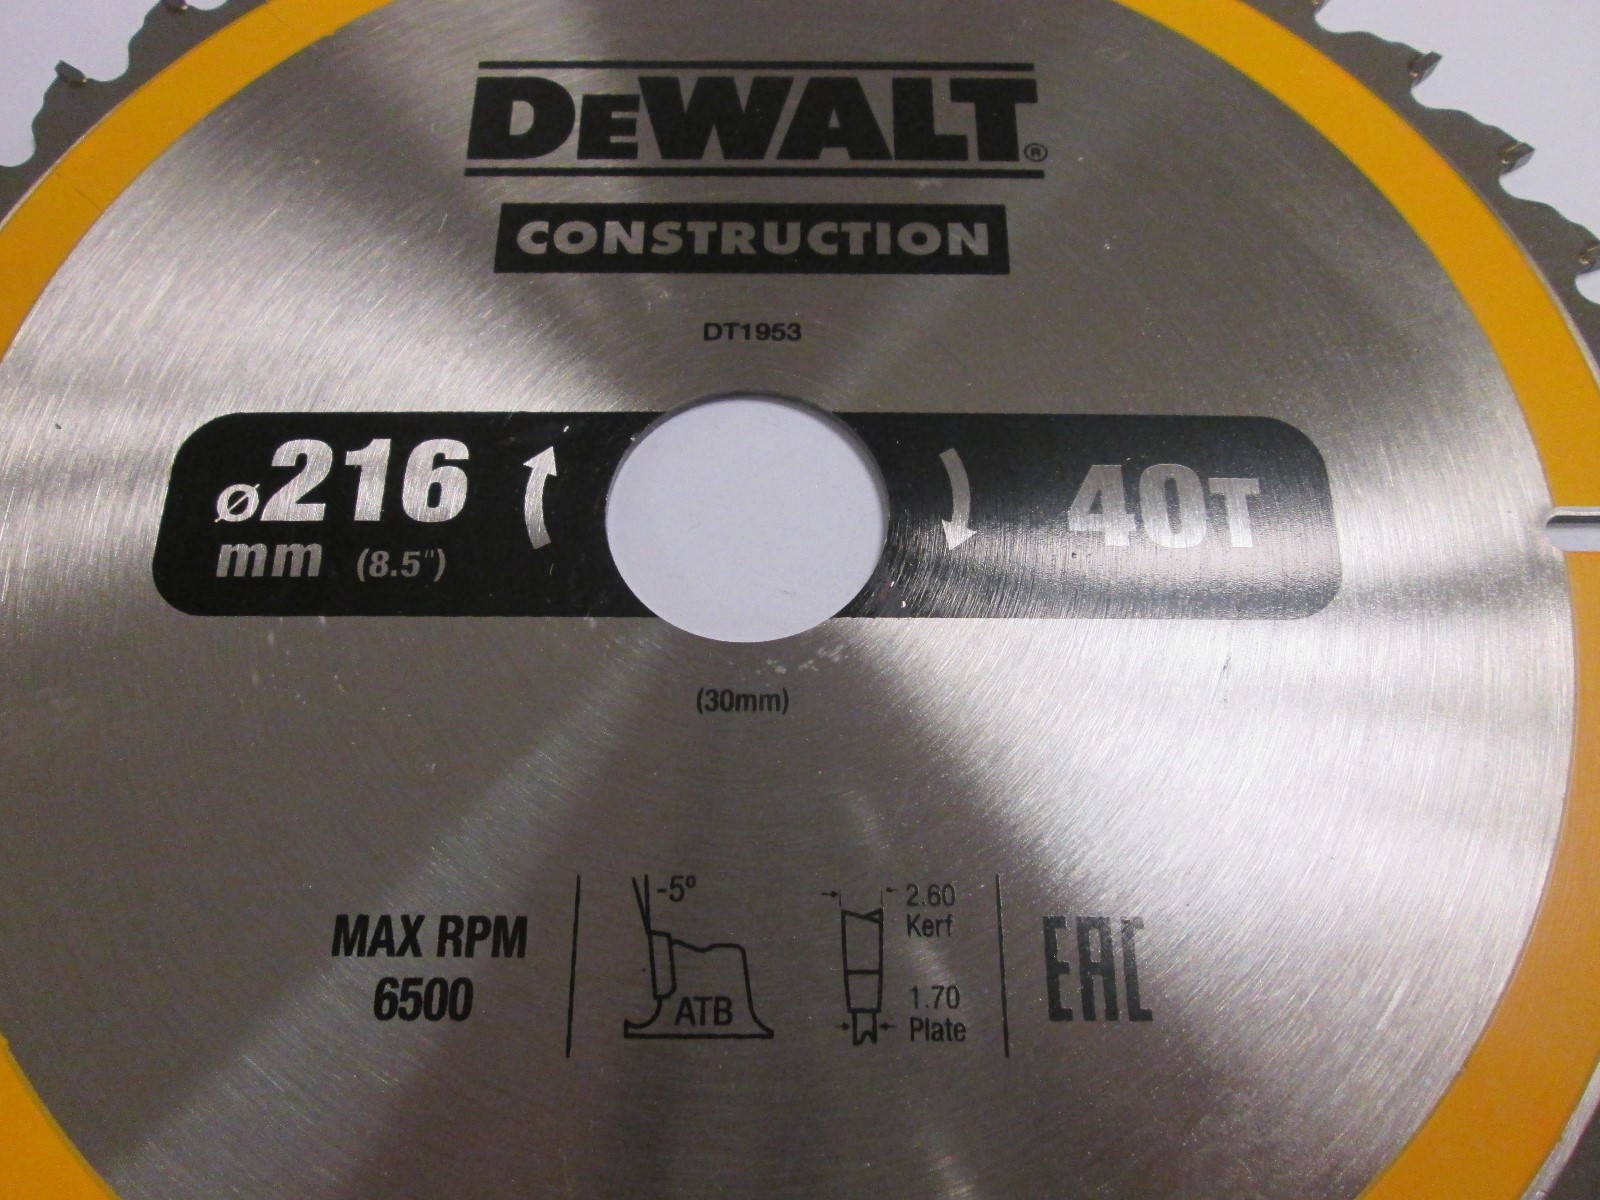 DEWALT®
CONSTRUCTION
DT1953
ø216
mm (8.5")
40T
(30mm)
MAX RPM
6500
-5º
ATB
2.60
Kerf
1.70
Plate
EAC